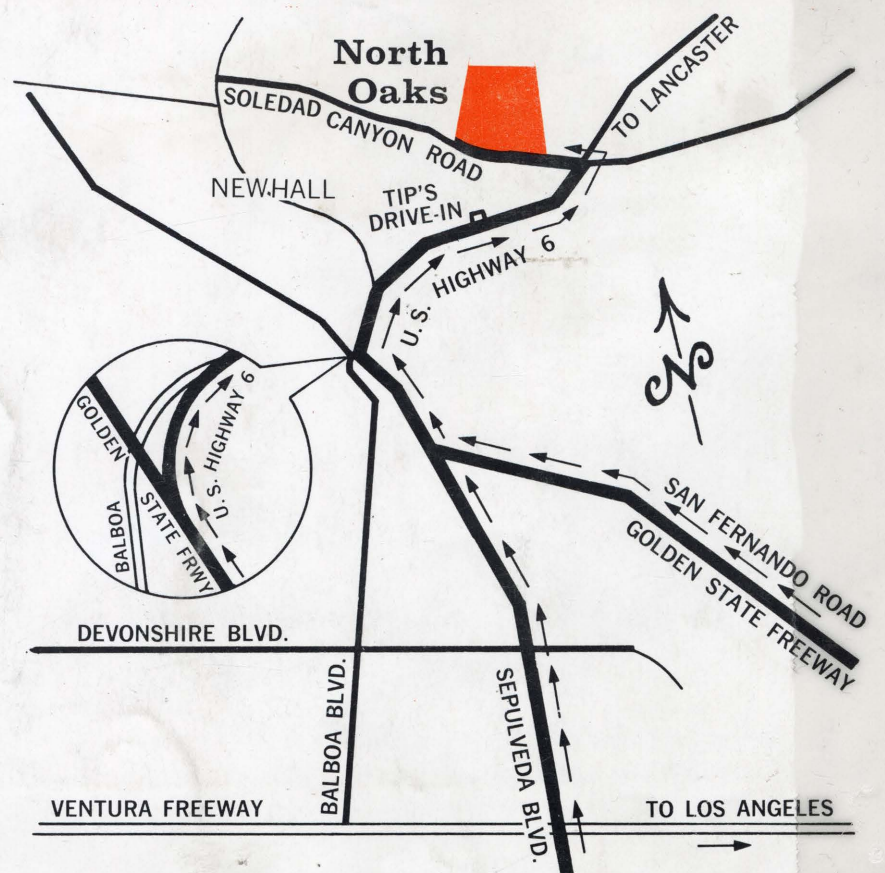 North
Oaks
TO LANCASTER
SOLEDAD CANYON ROAD
NEWHALL
TIP'S
DRIVE-IN
U.S. HIGHWAY 6
N
GOLDEN
STATE FRWY
U.S. HIGHWAY 6
BALBOA
SAN FERNANDO ROAD
GOLDEN STATE FREEWAY
DEVONSHIRE BLVD.
BALBOA BLVD.
SEPULVEDA BLVD.
VENTURA FREEWAY
TO LOS ANGELES